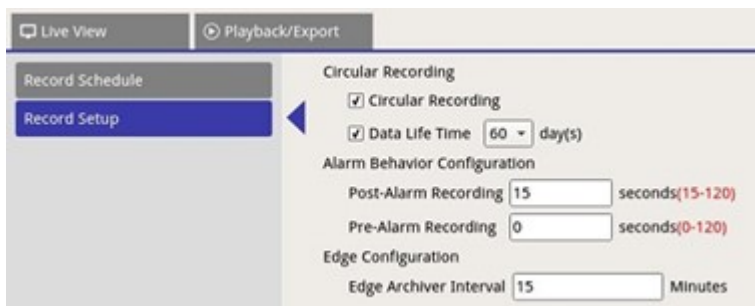 Live View
Playback/Export
Record Schedule
Record Setup
Circular Recording
Circular Recording
Data Life Time 60 day(s)
Alarm Behavior Configuration
Post-Alarm Recording 15 seconds(15-120)
Pre-Alarm Recording 0 seconds(0-120)
Edge Configuration
Edge Archiver Interval 15 Minutes